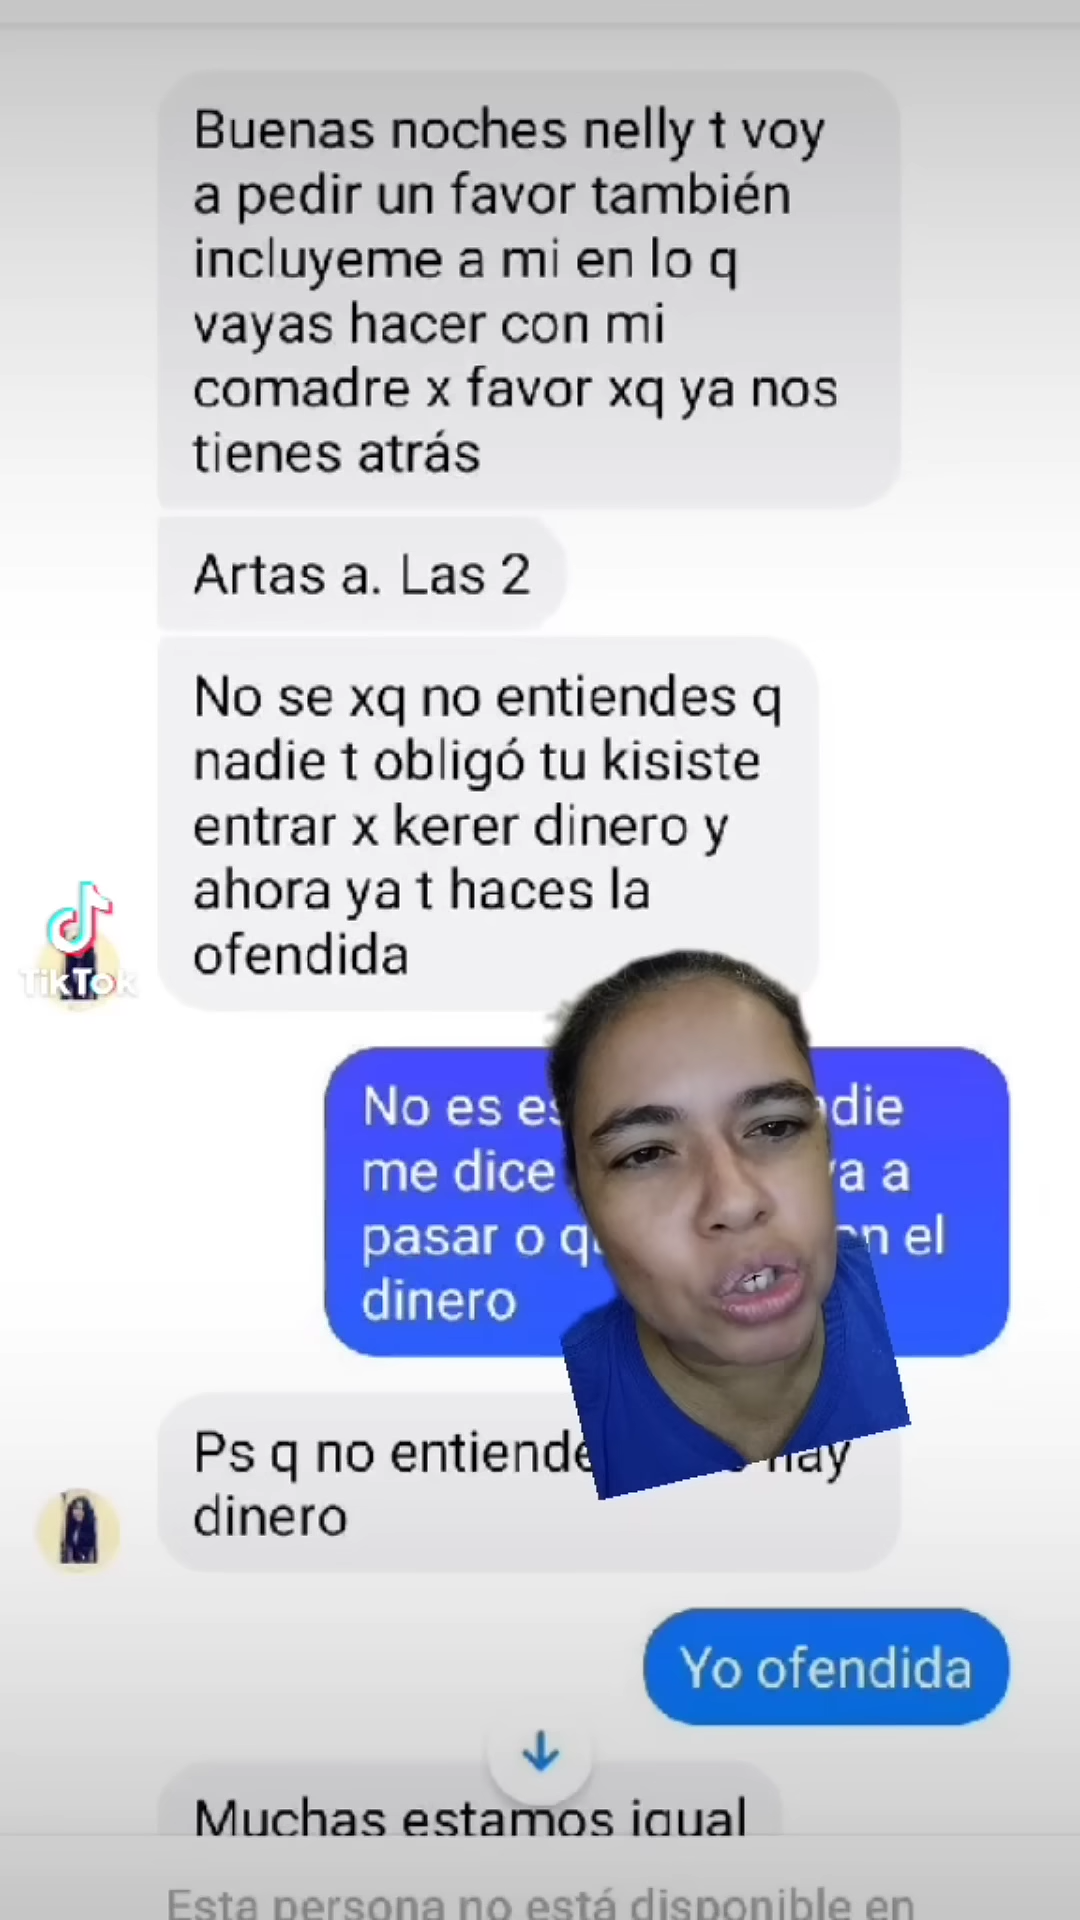 Buenas noches nelly t voy
a pedir un favor también
incluyeme a mi en lo q
vayas hacer con mi
comadre x favor xq ya nos
tienes atrás
Artas a. Las 2
No se xq no entiendes q
nadie t obligó tu kisiste
entrar x kerer dinero y
ahora ya t haces la
ofendida
TikTok
No es
me dice a
pasar o el
dinero
Ps q no hay
dinero
Yo ofendida
Muchas estamos igual
Esta persona no está disponible en